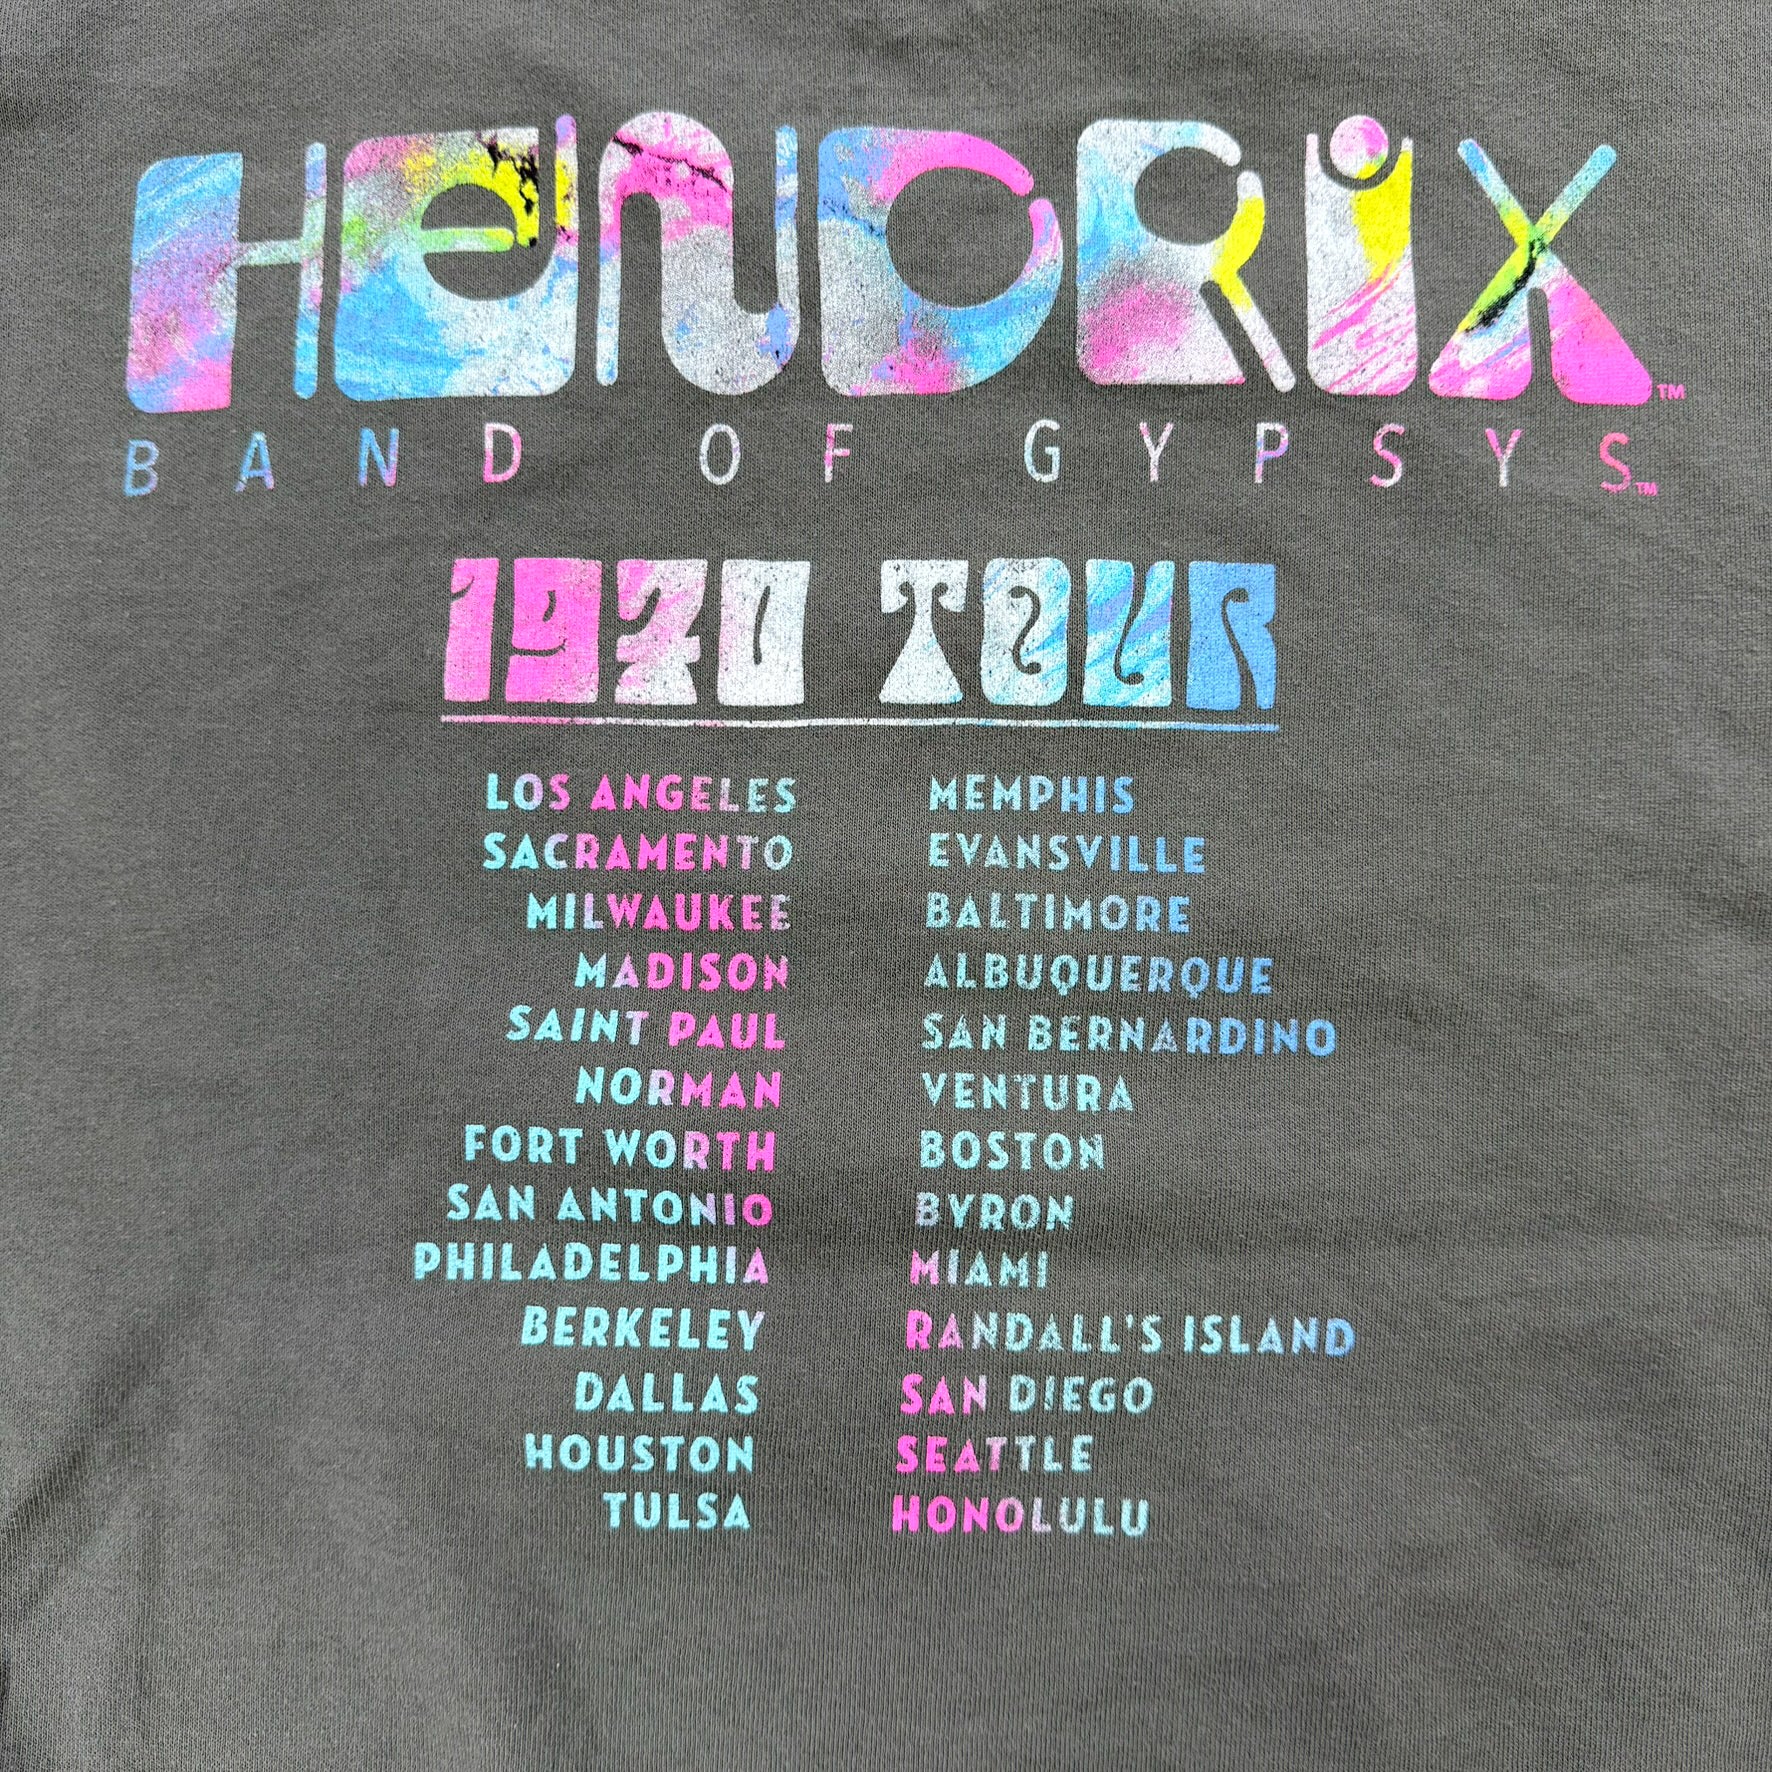 HENDRIX™
BAND OF GYPSYS™
1970 TOUR
LOS ANGELES
SACRAMENTO
MILWAUKEE
MADISON
SAINT PAUL
NORMAN
FORT WORTH
SAN ANTONIO
PHILADELPHIA
BERKELEY
DALLAS
HOUSTON
TULSA
MEMPHIS
EVANSVILLE
BALTIMORE
ALBUQUERQUE
SAN BERNARDINO
VENTURA
BOSTON
BYRON
MIAMI
RANDALL'S ISLAND
SAN DIEGO
SEATTLE
HONOLULU